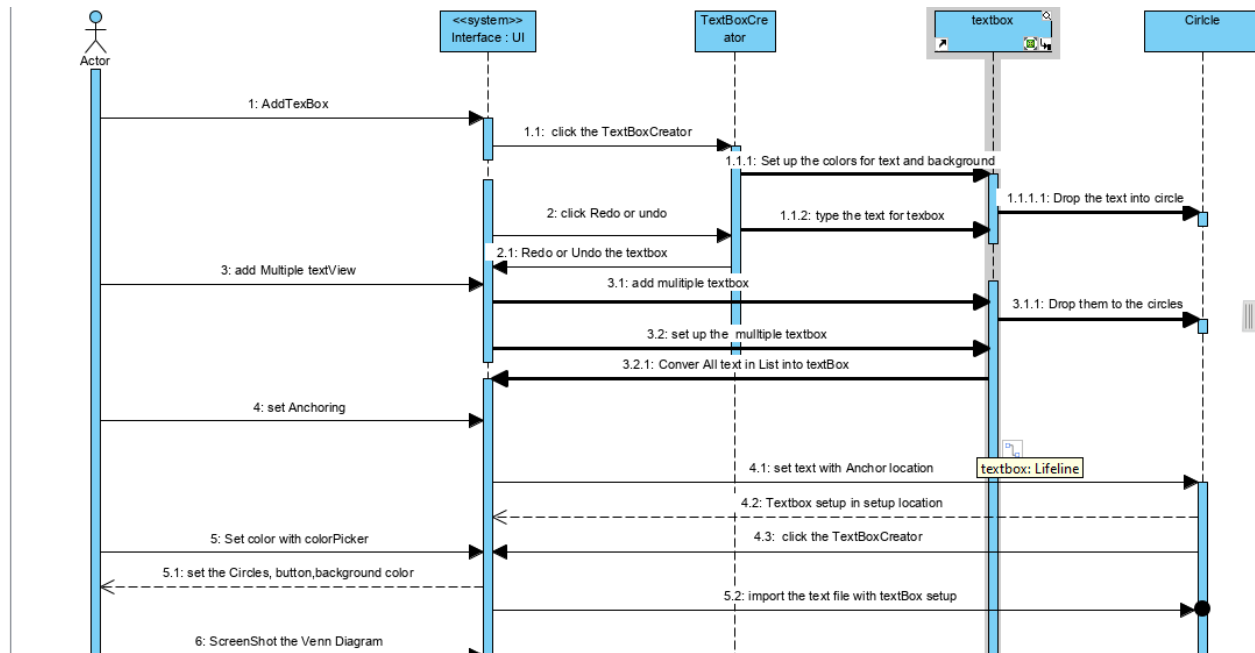 <<system>>
Interface : UI
TextBoxCre
ator
textbox
Cirlcle
Actor
1: AddTexBox
1.1: click the TextBoxCreator
1.1.1: Set up the colors for text and background
1.1.1.1: Drop the text into circle
2: click Redo or undo
1.1.2: type the text for texbox
2.1: Redo or Undo the textbox
3: add Multiple textView
3.1: add mulitiple textbox
3.1.1: Drop them to the circles
3.2: set up the mulltiple textbox
3.2.1: Conver All text in List into textBox
4: set Anchoring
4.1: set text with Anchor location
textbox: Lifeline
4.2: Textbox setup in setup location
5: Set color with colorPicker
4.3: click the TextBoxCreator
5.1: set the Circles, button,background color
5.2: import the text file with textBox setup
6: ScreenShot the Venn Diagram